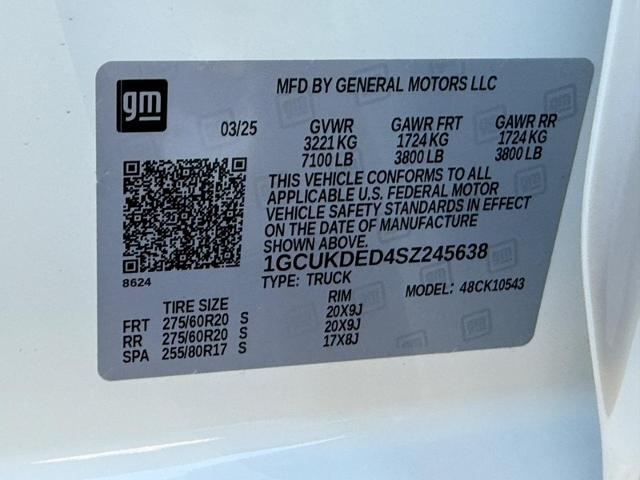 gm
MFD BY GENERAL MOTORS LLC
03/25 GVWR GAWR FRT GAWR RR
3221 KG 1724 KG 1724 KG
7100 LB 3800 LB 3800 LB
THIS VEHICLE CONFORMS TO ALL
APPLICABLE U.S. FEDERAL MOTOR
VEHICLE SAFETY STANDARDS IN EFFECT
ON THE DATE OF MANUFACTURE
SHOWN ABOVE.
8624
1GCUKDED4SZ245638
TYPE: TRUCK MODEL: 48CK10543
TIRE SIZE RIM
FRT 275/60R20 S 20X9J
RR 275/60R20 S 20X9J
SPA 255/80R17 S 17X8J